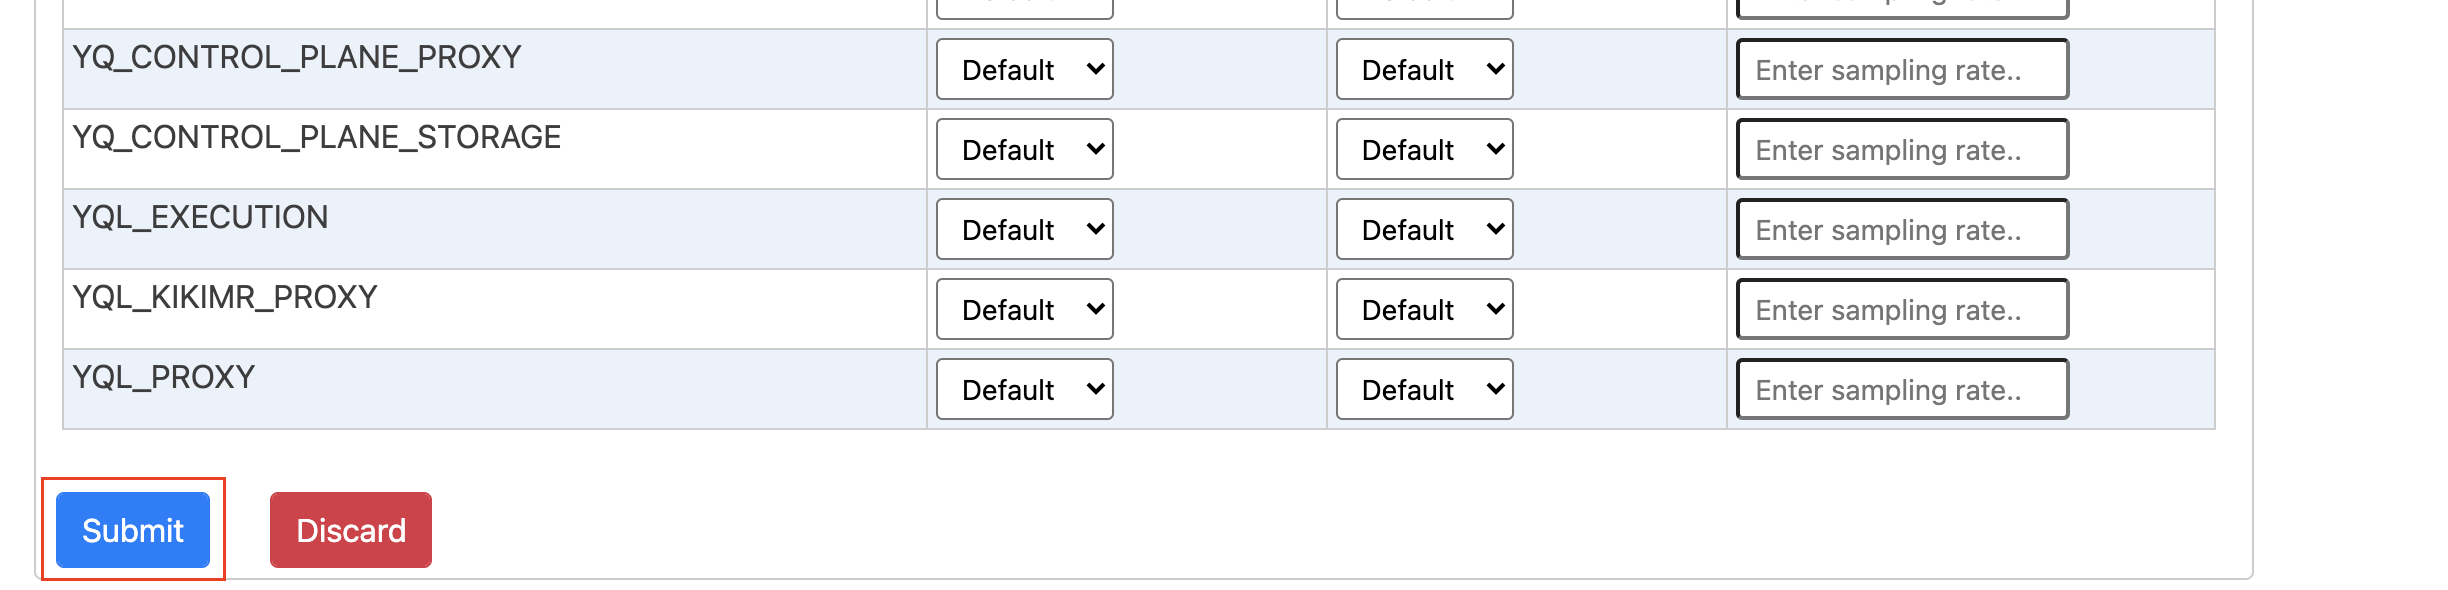 YQ_CONTROL_PLANE_PROXY Default Default Enter sampling rate..
YQ_CONTROL_PLANE_STORAGE Default Default Enter sampling rate..
YQL_EXECUTION Default Default Enter sampling rate..
YQL_KIKIMR_PROXY Default Default Enter sampling rate..
YQL_PROXY Default Default Enter sampling rate..
Submit Discard